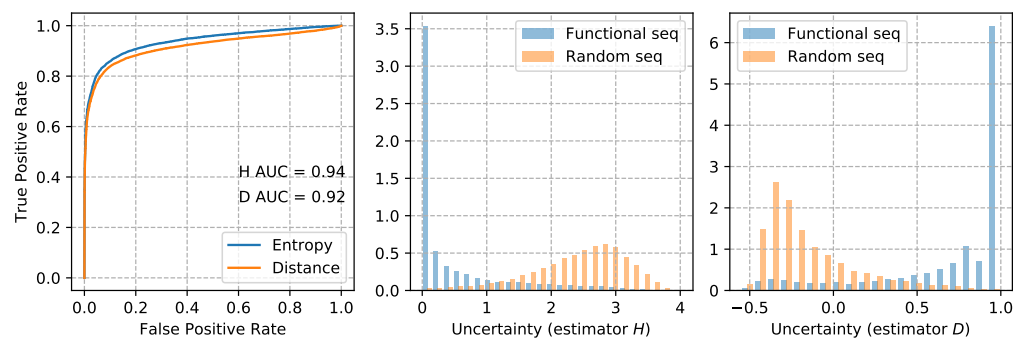 True Positive Rate
1.0
0.8
0.6
0.4
0.2
0.0
H AUC = 0.94
D AUC = 0.92
Entropy
Distance
0.0 0.2 0.4 0.6 0.8 1.0
False Positive Rate
3.5
3.0
2.5
2.0
1.5
1.0
0.5
0.0
Functional seq
Random seq
0 1 2 3 4
Uncertainty (estimator H)
6
5
4
3
2
1
0
Functional seq
Random seq
−0.5 0.0 0.5 1.0
Uncertainty (estimator D)